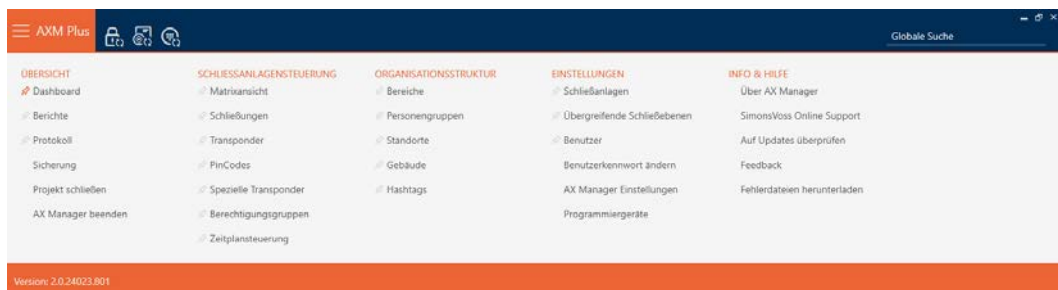 AXM Plus
Globale Suche
ÜBERSICHT
Dashboard
Berichte
Protokoll
Sicherung
Projekt schließen
AX Manager beenden
SCHLIESSANLAGENSTEUERUNG
Matrixansicht
Schließungen
Transponder
PinCodes
Spezielle Transponder
Berechtigungsgruppen
Zeitplansteuerung
ORGANISATIONSSTRUKTUR
Bereiche
Personengruppen
Standorte
Gebäude
Hashtags
EINSTELLUNGEN
Schließanlagen
Übergreifende Schließebenen
Benutzer
Benutzerkennwort ändern
AX Manager Einstellungen
Programmiergeräte
INFO & HILFE
Über AX Manager
SimonsVoss Online Support
Auf Updates überprüfen
Feedback
Fehlerdateien herunterladen
Version: 2.0.24023.801